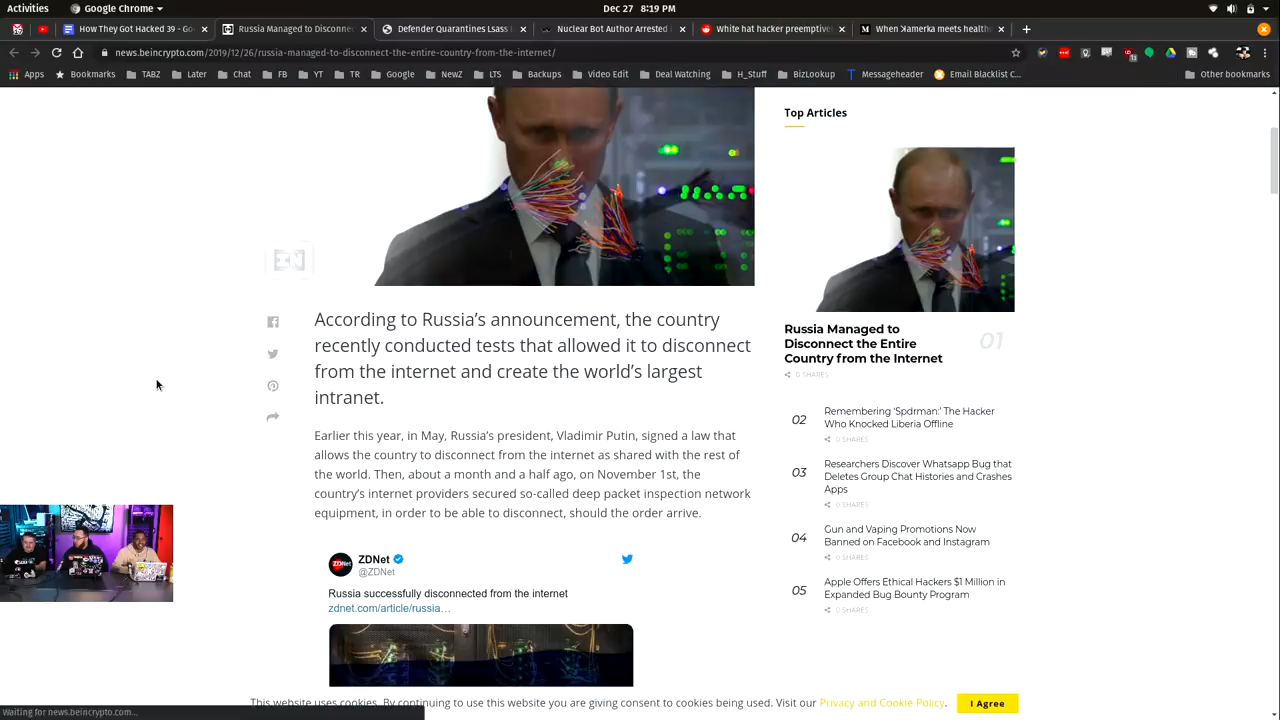 Activities
Google Chrome
Dec 27 8:19 PM
How They Got Hacked 39 - Go
Russia Managed to Disconne
Defender Quarantines Lsass
Nuclear Bot Author Arrested
White hat hacker preemptive
When ꓘamerka meets health
news.beincrypto.com/2019/12/26/russia-managed-to-disconnect-the-entire-country-from-the-internet/
Apps
Bookmarks
TABZ
Later
Chat
FB
YT
TR
Google
NewZ
LTS
Backups
Video Edit
Deal Watching
H_Stuff
BizLookup
Messageheader
Email Blacklist C...
Other bookmarks
According to Russia's announcement, the country
recently conducted tests that allowed it to disconnect
from the internet and create the world's largest
intranet.
Earlier this year, in May, Russia's president, Vladimir Putin, signed a law that
allows the country to disconnect from the internet as shared with the rest of
the world. Then, about a month and a half ago, on November 1st, the
country's internet providers secured so-called deep packet inspection network
equipment, in order to be able to disconnect, should the order arrive.
ZDNet
@ZDNet
Russia successfully disconnected from the internet
zdnet.com/article/russia…
Top Articles
Russia Managed to
Disconnect the Entire
Country from the Internet
01
0 SHARES
02
Remembering 'Spdrman:' The Hacker
Who Knocked Liberia Offline
0 SHARES
03
Researchers Discover Whatsapp Bug that
Deletes Group Chat Histories and Crashes
Apps
0 SHARES
04
Gun and Vaping Promotions Now
Banned on Facebook and Instagram
0 SHARES
05
Apple Offers Ethical Hackers $1 Million in
Expanded Bug Bounty Program
0 SHARES
This website uses cookies. By continuing to use this website you are giving consent to cookies being used. Visit our Privacy and Cookie Policy.
I Agree
Waiting for news.beincrypto.com...